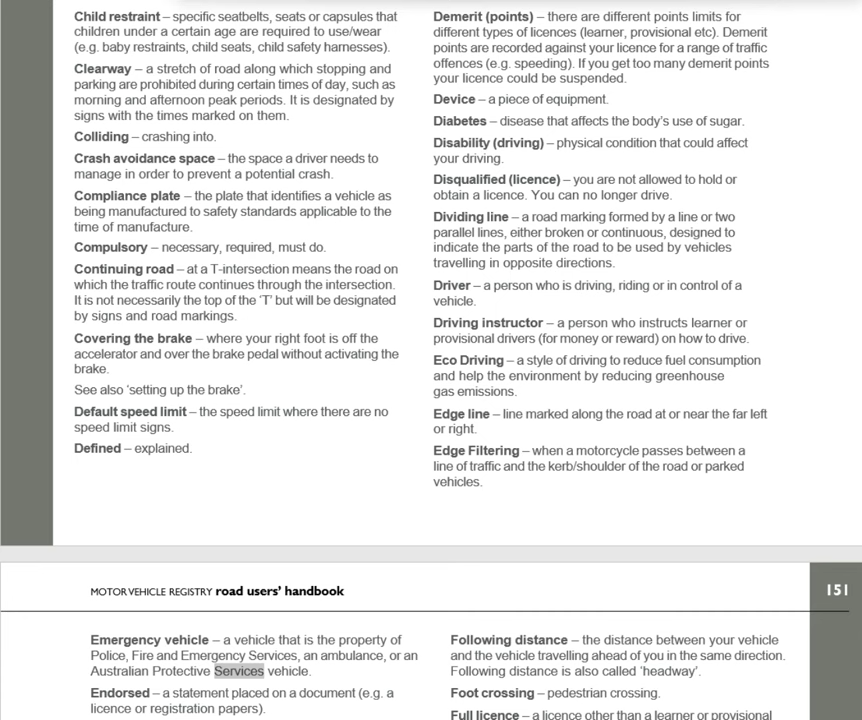 Child restraint – specific seatbelts, seats or capsules that
children under a certain age are required to use/wear
(e.g. baby restraints, child seats, child safety harnesses).
Clearway – a stretch of road along which stopping and
parking are prohibited during certain times of day, such as
morning and afternoon peak periods. It is designated by
signs with the times marked on them.
Colliding – crashing into.
Crash avoidance space – the space a driver needs to
manage in order to prevent a potential crash.
Compliance plate – the plate that identifies a vehicle as
being manufactured to safety standards applicable to the
time of manufacture.
Compulsory – necessary, required, must do.
Continuing road – at a T-intersection means the road on
which the traffic route continues through the intersection.
It is not necessarily the top of the ‘T’ but will be designated
by signs and road markings.
Covering the brake – where your right foot is off the
accelerator and over the brake pedal without activating the
brake.
See also ‘setting up the brake’.
Default speed limit – the speed limit where there are no
speed limit signs.
Defined – explained.
Demerit (points) – there are different points limits for
different types of licences (learner, provisional etc). Demerit
points are recorded against your licence for a range of traffic
offences (e.g. speeding). If you get too many demerit points
your licence could be suspended.
Device – a piece of equipment.
Diabetes – disease that affects the body’s use of sugar.
Disability (driving) – physical condition that could affect
your driving.
Disqualified (licence) – you are not allowed to hold or
obtain a licence. You can no longer drive.
Dividing line – a road marking formed by a line or two
parallel lines, either broken or continuous, designed to
indicate the parts of the road to be used by vehicles
travelling in opposite directions.
Driver – a person who is driving, riding or in control of a
vehicle.
Driving instructor – a person who instructs learner or
provisional drivers (for money or reward) on how to drive.
Eco Driving – a style of driving to reduce fuel consumption
and help the environment by reducing greenhouse
gas emissions.
Edge line – line marked along the road at or near the far left
or right.
Edge Filtering – when a motorcycle passes between a
line of traffic and the kerb/shoulder of the road or parked
vehicles.
MOTOR VEHICLE REGISTRY road users’ handbook
151
Emergency vehicle – a vehicle that is the property of
Police, Fire and Emergency Services, an ambulance, or an
Australian Protective Services vehicle.
Endorsed – a statement placed on a document (e.g. a
licence or registration papers).
Following distance – the distance between your vehicle
and the vehicle travelling ahead of you in the same direction.
Following distance is also called ‘headway’.
Foot crossing – pedestrian crossing.
Full licence – a licence other than a learner or provisional